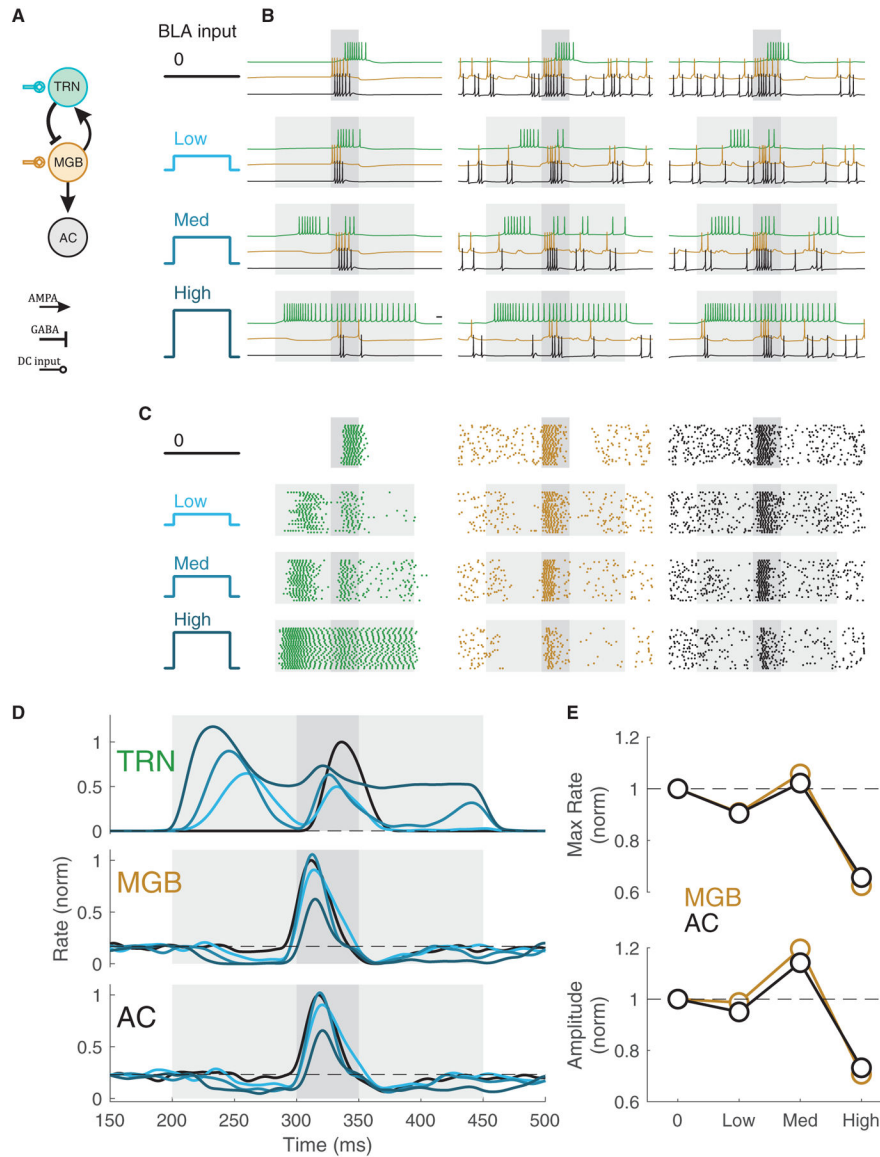 A
BLA input
B
0
TRN
Low
MGB
Med
AC
High
AMPA
GABA
DC input
C
0
Low
Med
High
D
E
TRN
1
0.5
0
MGB
1
0.5
0
AC
1
0.5
0
Rate (norm)
150 200 250 300 350 400 450 500
Time (ms)
1.2
1
0.8
0.6
Max Rate
(norm)
MGB
AC
1.2
1
0.8
0.6
Amplitude
(norm)
0 Low Med High